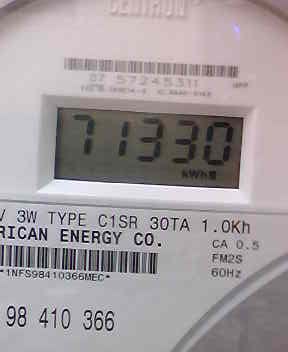 CENTRON
57245311
71330
kWh
V 3W TYPE C1SR 30TA 1.0Kh
RICAN ENERGY CO.
CA 0.5
FM2S
60Hz
*1NFS98410366MEC*
98 410 366